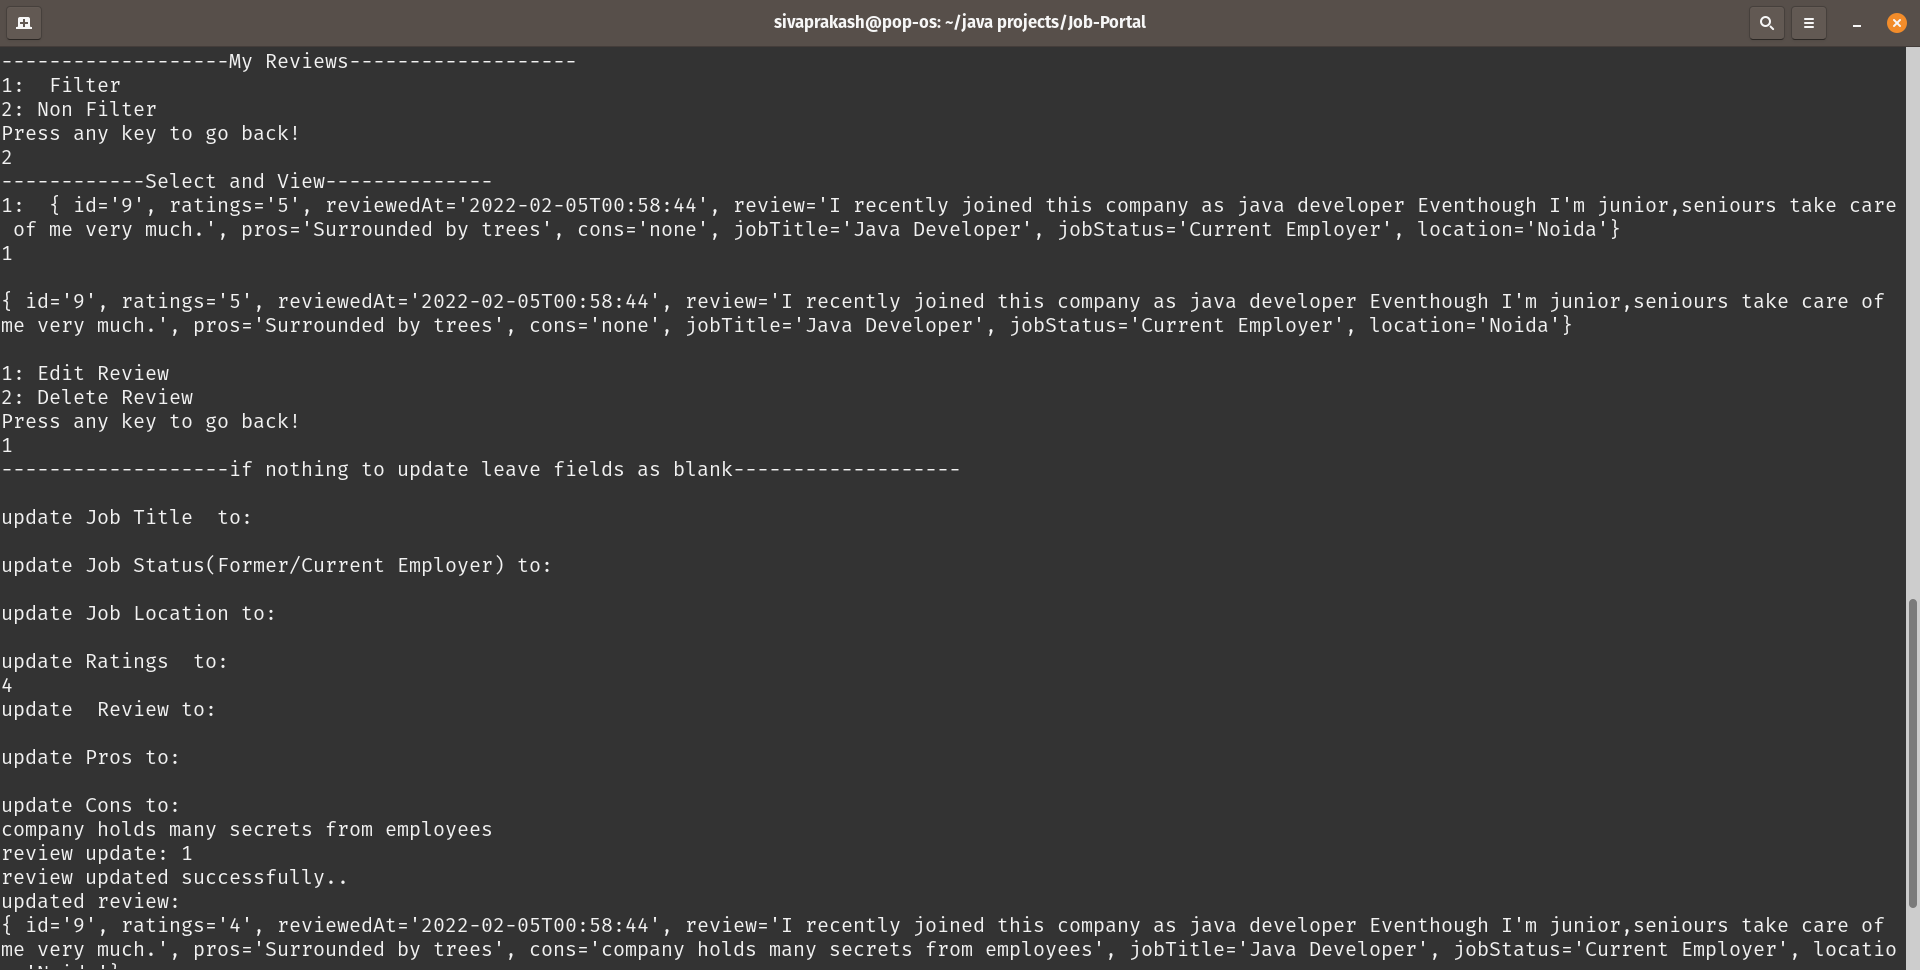 sivaprakash@pop-os: ~/java projects/Job-Portal
-------------------My Reviews-------------------
1:  Filter
2: Non Filter
Press any key to go back!
2
------------Select and View--------------
1:  { id='9', ratings='5', reviewedAt='2022-02-05T00:58:44', review='I recently joined this company as java developer Eventhough I'm junior,seniours take care
 of me very much.', pros='Surrounded by trees', cons='none', jobTitle='Java Developer', jobStatus='Current Employer', location='Noida'}
1
{ id='9', ratings='5', reviewedAt='2022-02-05T00:58:44', review='I recently joined this company as java developer Eventhough I'm junior,seniours take care of
me very much.', pros='Surrounded by trees', cons='none', jobTitle='Java Developer', jobStatus='Current Employer', location='Noida'}
1: Edit Review
2: Delete Review
Press any key to go back!
1
-------------------if nothing to update leave fields as blank-------------------
update Job Title  to:
update Job Status(Former/Current Employer) to:
update Job Location to:
update Ratings  to:
4
update  Review to:
update Pros to:
update Cons to:
company holds many secrets from employees
review update: 1
review updated successfully..
updated review:
{ id='9', ratings='4', reviewedAt='2022-02-05T00:58:44', review='I recently joined this company as java developer Eventhough I'm junior,seniours take care of
me very much.', pros='Surrounded by trees', cons='company holds many secrets from employees', jobTitle='Java Developer', jobStatus='Current Employer', locatio